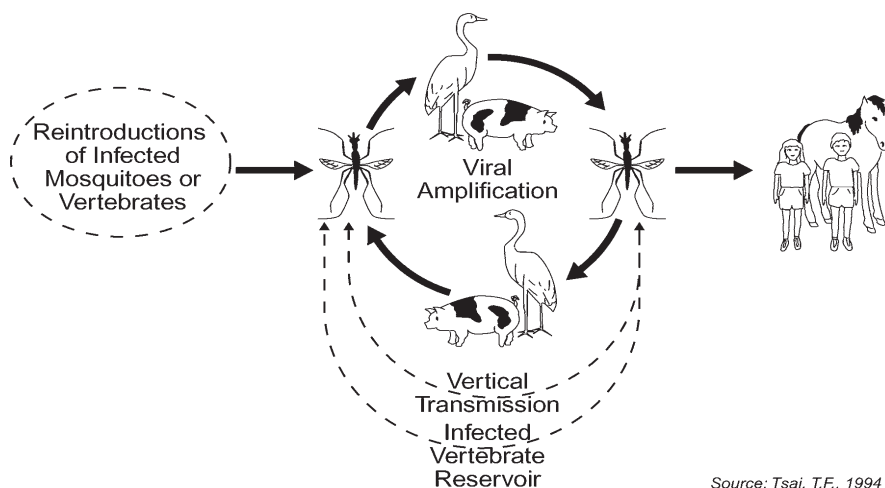 Reintroductions
of Infected
Mosquitoes or
Vertebrates
Viral
Amplification
Vertical
Transmission
Infected
Vertebrate
Reservoir
Source: Tsai, T.F., 1994